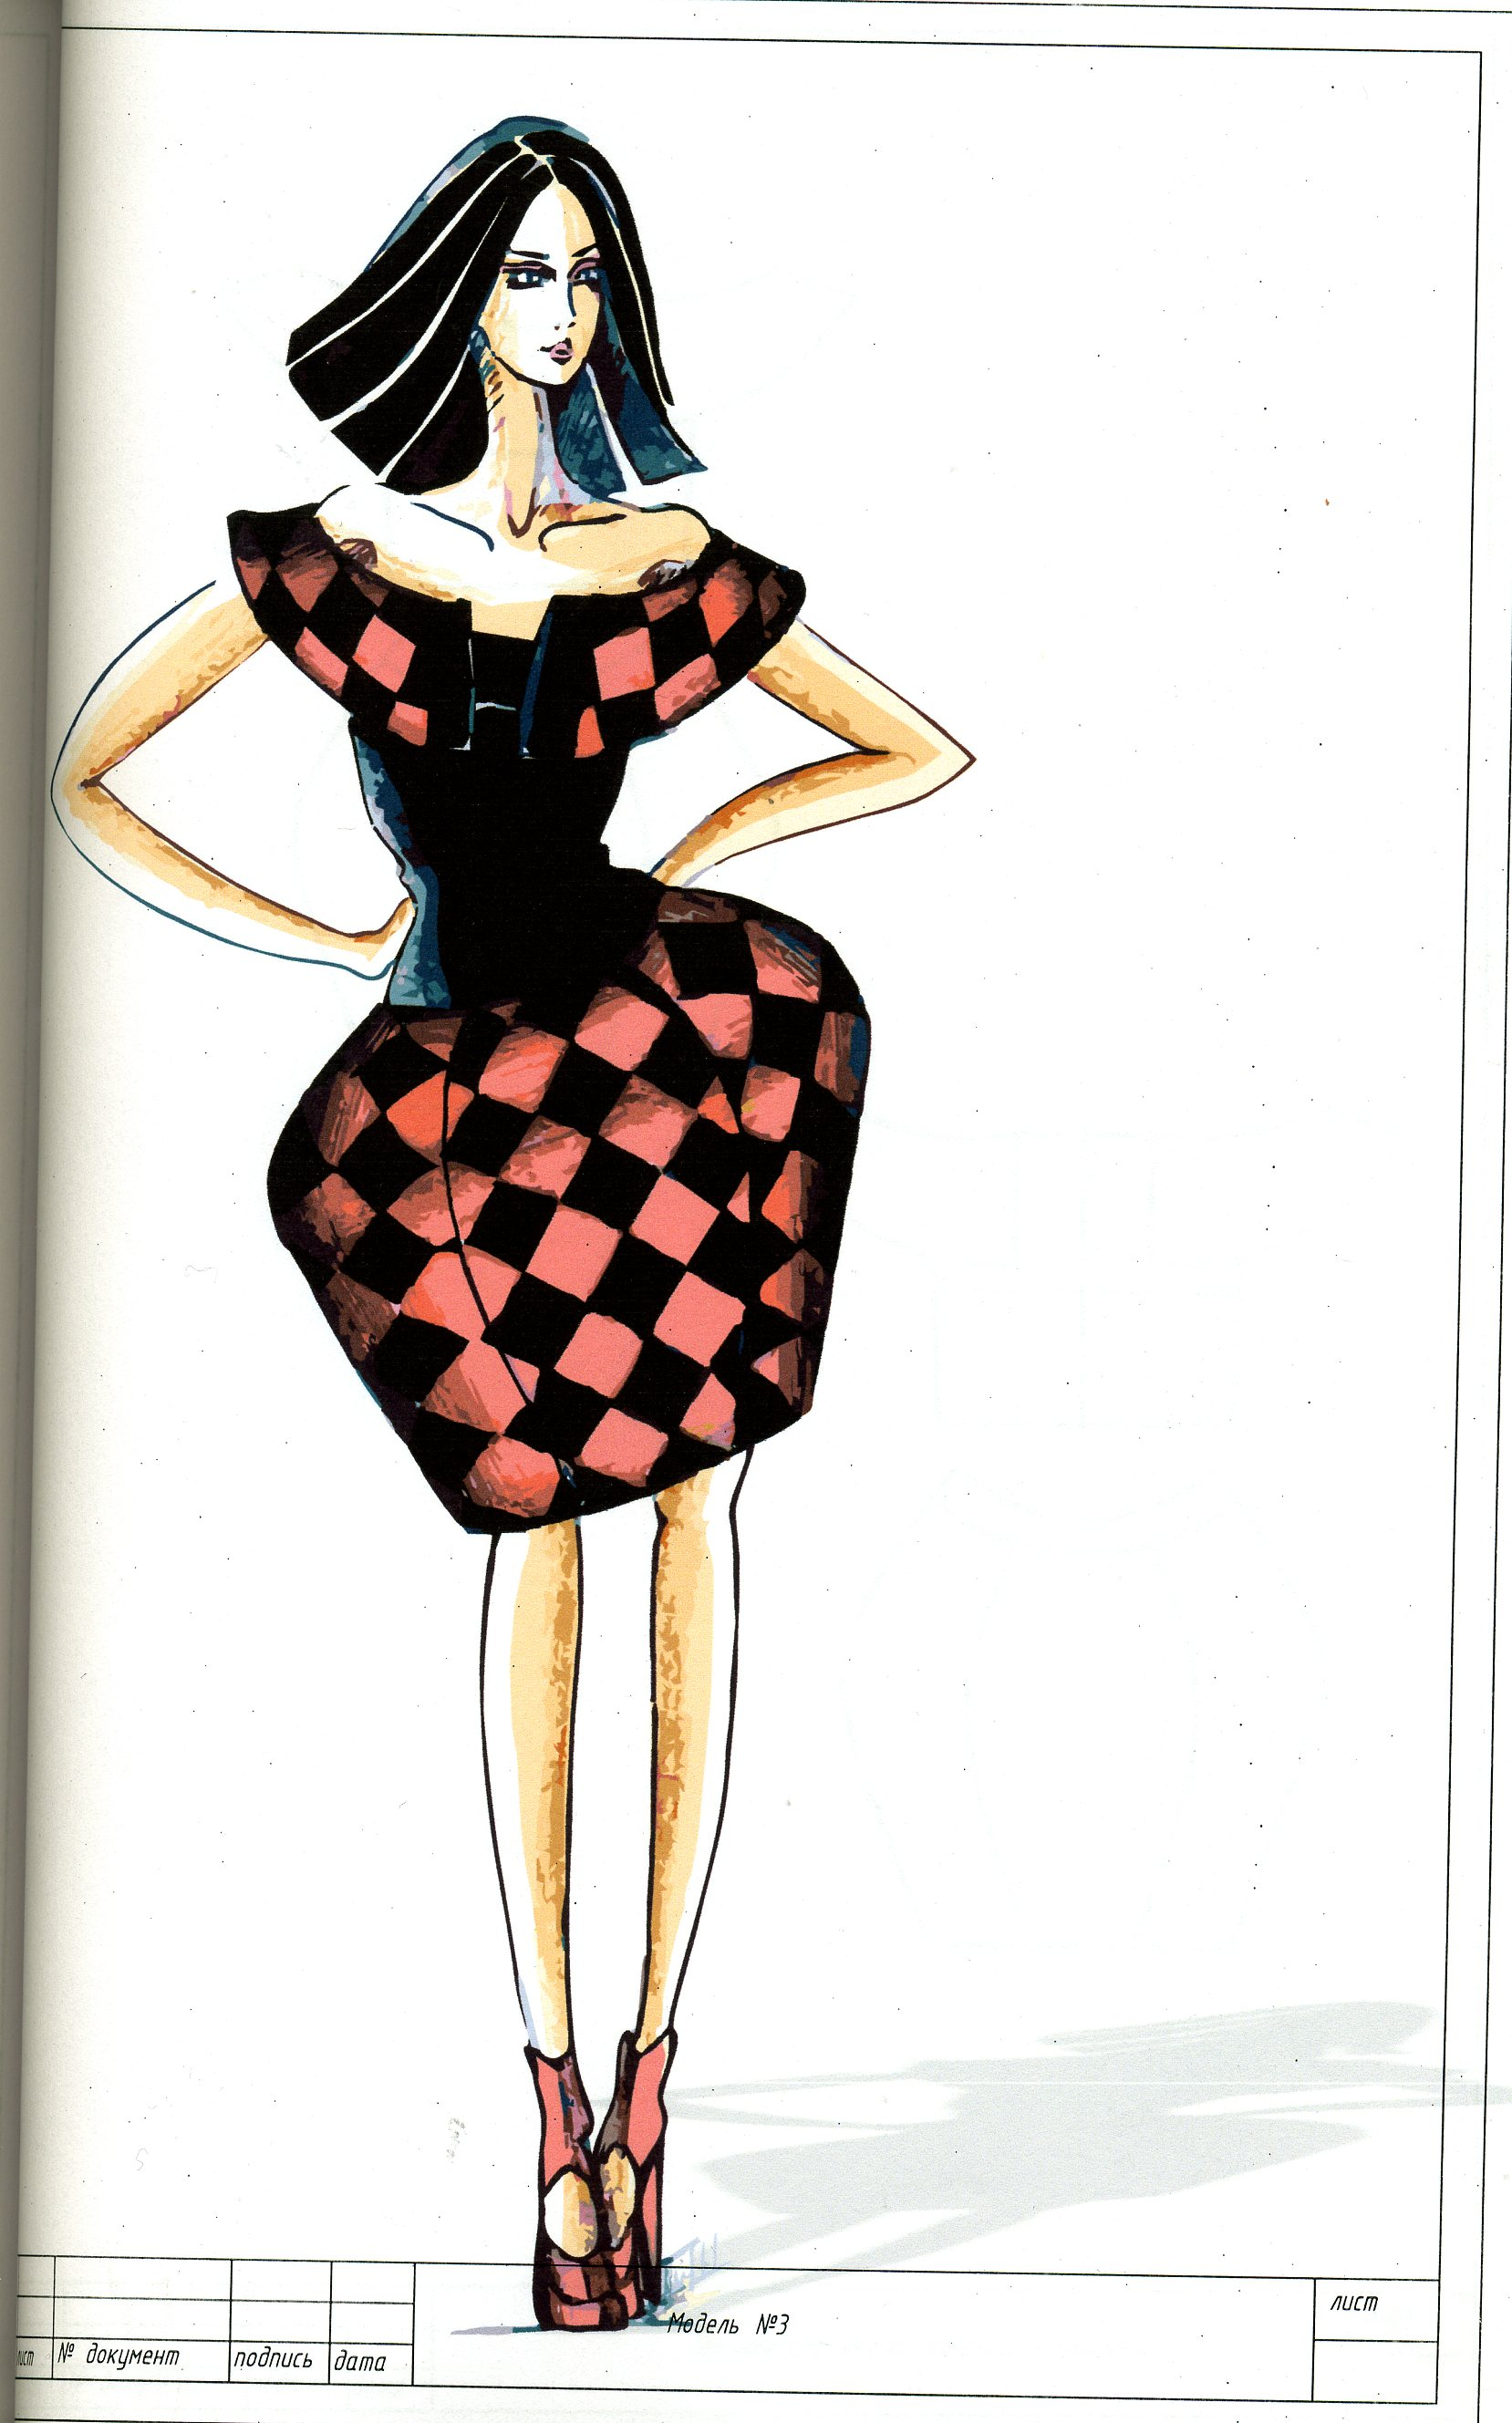 Модель №3
лист
№ документ
подпись
дата